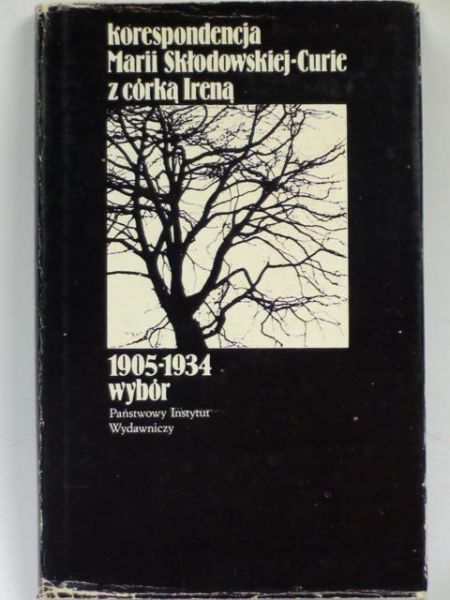 korespondencja
Marii Skłodowskiej-Curie
z córką Ireną
1905-1934
wybór
Państwowy Instytut
Wydawniczy